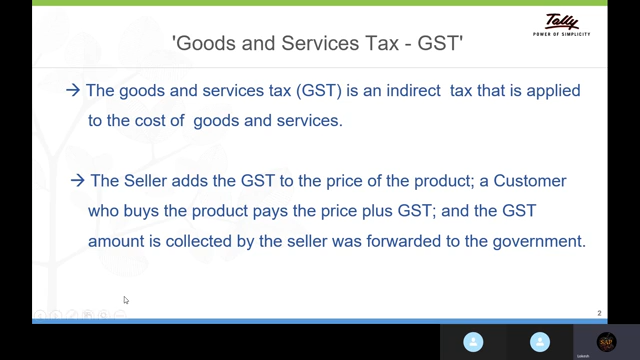 Tally
POWER OF SIMPLICITY
'Goods and Services Tax - GST'
→ The goods and services tax (GST) is an indirect tax that is applied
to the cost of goods and services.
→ The Seller adds the GST to the price of the product; a Customer
who buys the product pays the price plus GST; and the GST
amount is collected by the seller was forwarded to the government.
2
SAP